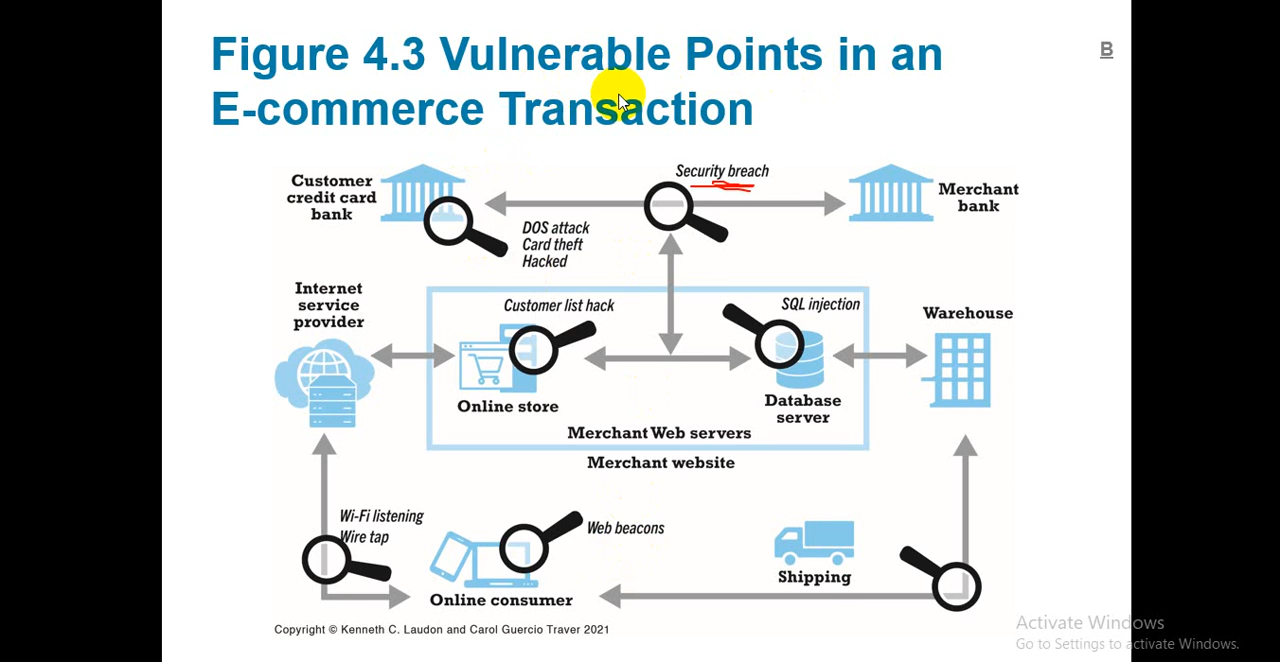 Figure 4.3 Vulnerable Points in an
E-commerce Transaction
B
Security breach
Customer
credit card
bank
Merchant
bank
DOS attack
Card theft
Hacked
Internet
service
provider
Customer list hack
SQL injection
Warehouse
Online store
Database
server
Merchant Web servers
Merchant website
Wi-Fi listening
Wire tap
Web beacons
Shipping
Online consumer
Copyright © Kenneth C. Laudon and Carol Guercio Traver 2021
Activate Windows
Go to Settings to activate Windows.